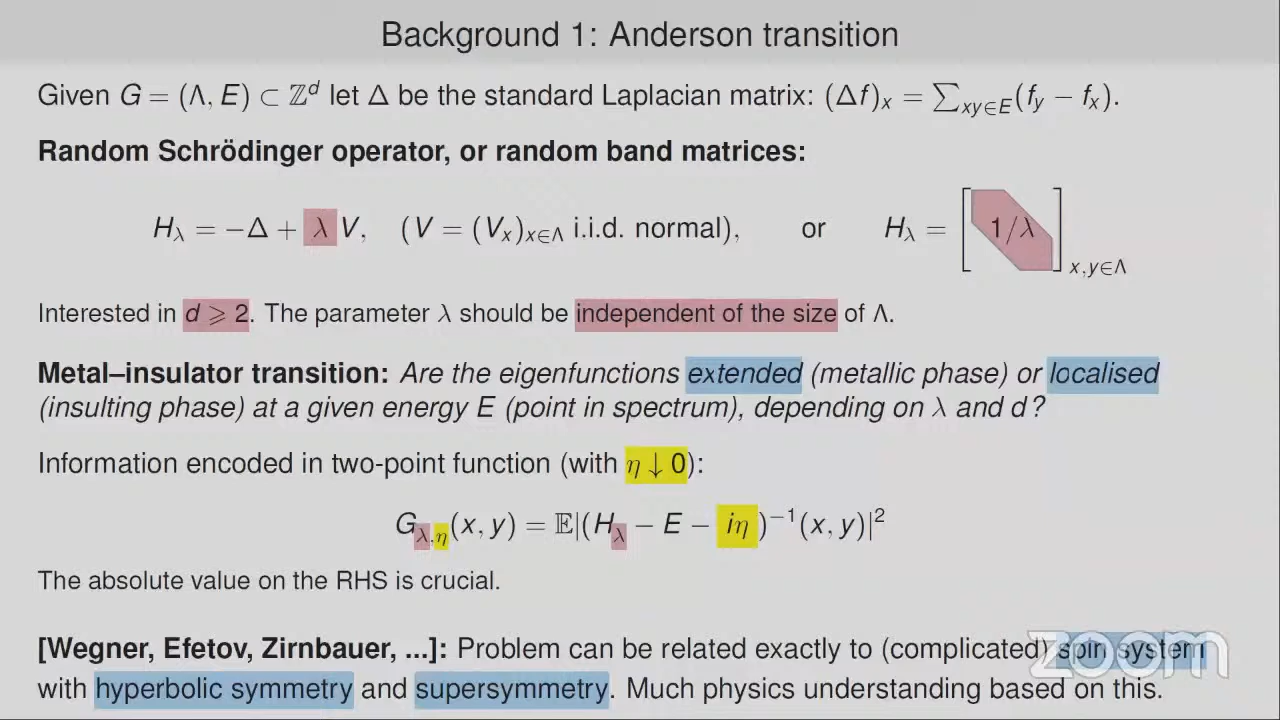 Background 1: Anderson transition
Given G = (Λ, E) ⊂ ℤᵈ let Δ be the standard Laplacian matrix: (Δf)ₓ = ∑_{xy∈E}(f_y − f_x).
Random Schrödinger operator, or random band matrices:
H_λ = −Δ + λ V, (V = (V_x)_{x∈Λ} i.i.d. normal), or H_λ = [1/λ]_{x,y∈Λ}
Interested in d ⩾ 2. The parameter λ should be independent of the size of Λ.
Metal–insulator transition: Are the eigenfunctions extended (metallic phase) or localised
(insulating phase) at a given energy E (point in spectrum), depending on λ and d?
Information encoded in two-point function (with η ↓ 0):
G_{λ,η}(x, y) = 𝔼|(H_λ − E − iη)⁻¹(x, y)|²
The absolute value on the RHS is crucial.
[Wegner, Efetov, Zirnbauer, ...]: Problem can be related exactly to (complicated) spin system
with hyperbolic symmetry and supersymmetry. Much physics understanding based on this.
zoom